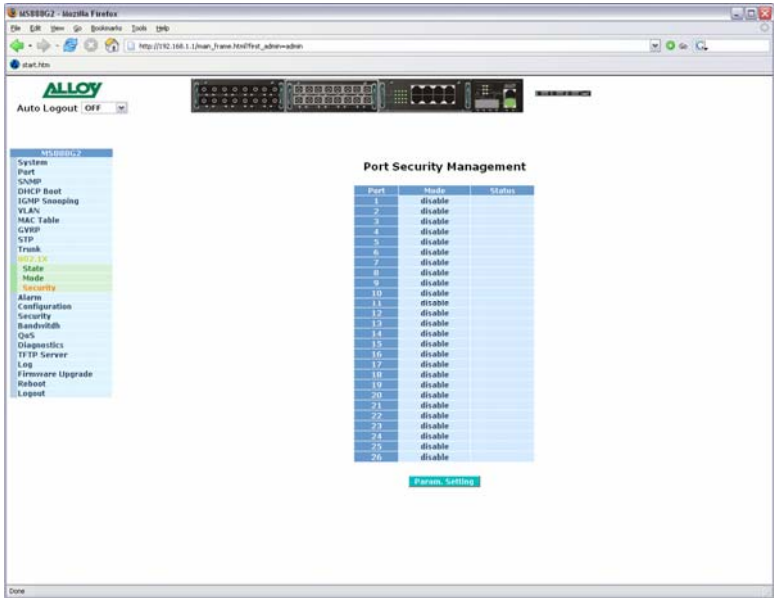 MS888G2 - Mozilla Firefox
File Edit View Go Bookmarks Tools Help
http://192.168.1.1/man_frame.html?first_admin=admin
start.htm
ALLOY
Auto Logout OFF
MS888G2
System
Port
SNMP
DHCP Boot
IGMP Snooping
VLAN
MAC Table
GVRP
STP
Trunk
802.1X
State
Mode
Security
Alarm
Configuration
Security
Bandwitdh
QoS
Diagnostics
TFTP Server
Log
Firmware Upgrade
Reboot
Logout
Port Security Management
Port Mode Status
1 disable
2 disable
3 disable
4 disable
5 disable
6 disable
7 disable
8 disable
9 disable
10 disable
11 disable
12 disable
13 disable
14 disable
15 disable
16 disable
17 disable
18 disable
19 disable
20 disable
21 disable
22 disable
23 disable
24 disable
25 disable
26 disable
Param. Setting
Done